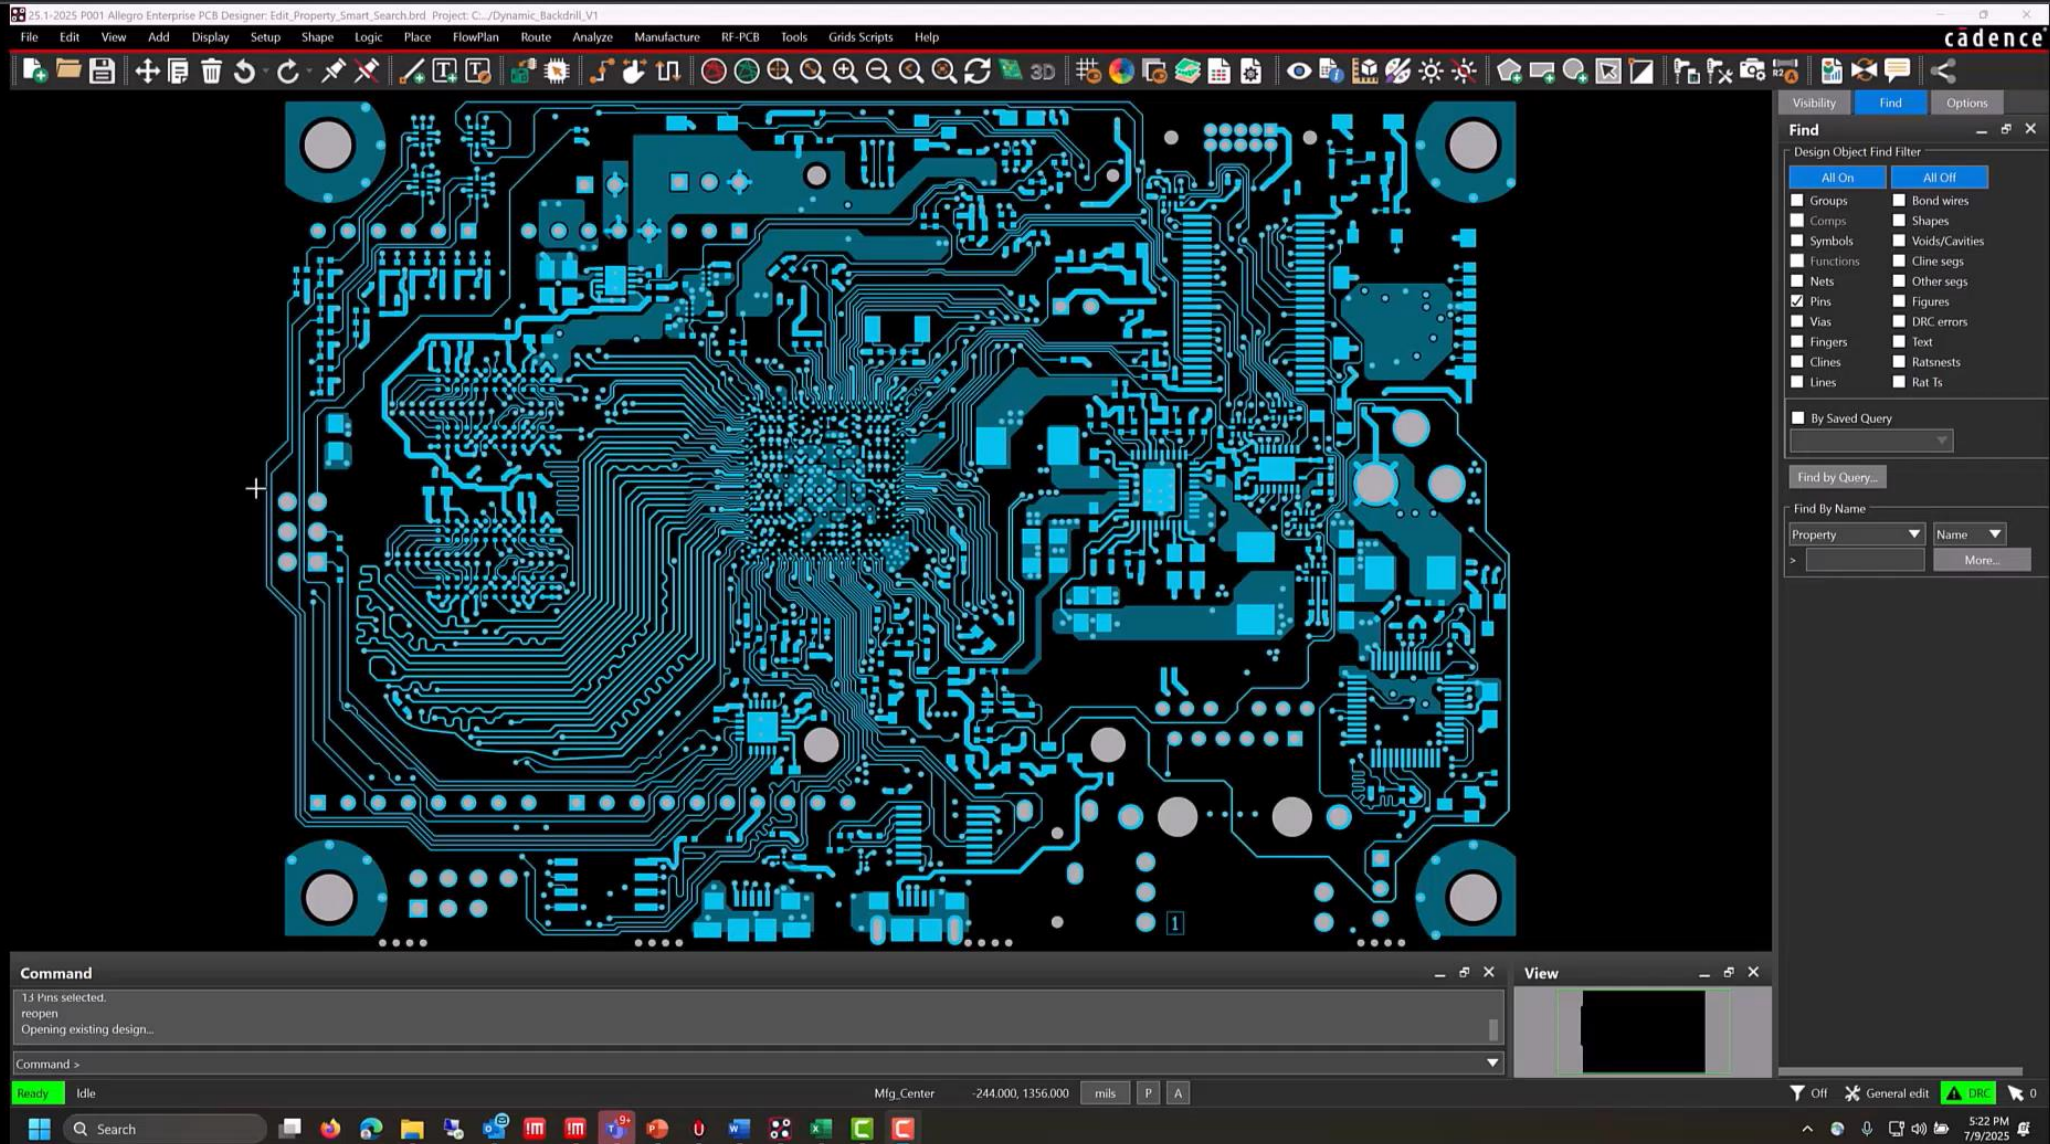 25.1-2025 P001 Allegro Enterprise PCB Designer: Edit_Property_Smart_Search.brd Project: C:.../Dynamic_Backdrill_V1
File Edit View Add Display Setup Shape Logic Place FlowPlan Route Analyze Manufacture RF-PCB Tools Grids Scripts Help
cādence
3D
Visibility Find Options
Find
Design Object Find Filter
All On All Off
Groups Bond wires
Comps Shapes
Symbols Voids/Cavities
Functions Cline segs
Nets Other segs
Pins Figures
Vias DRC errors
Fingers Text
Clines Ratsnests
Lines Rat Ts
By Saved Query
Find by Query...
Find By Name
Property Name
> More...
1
Command
13 Pins selected.
reopen
Opening existing design...
Command >
View
Ready Idle Mfg_Center -244.000, 1356.000 mils P A Off General edit DRC 0
Search 9+
5:22 PM
7/9/2025